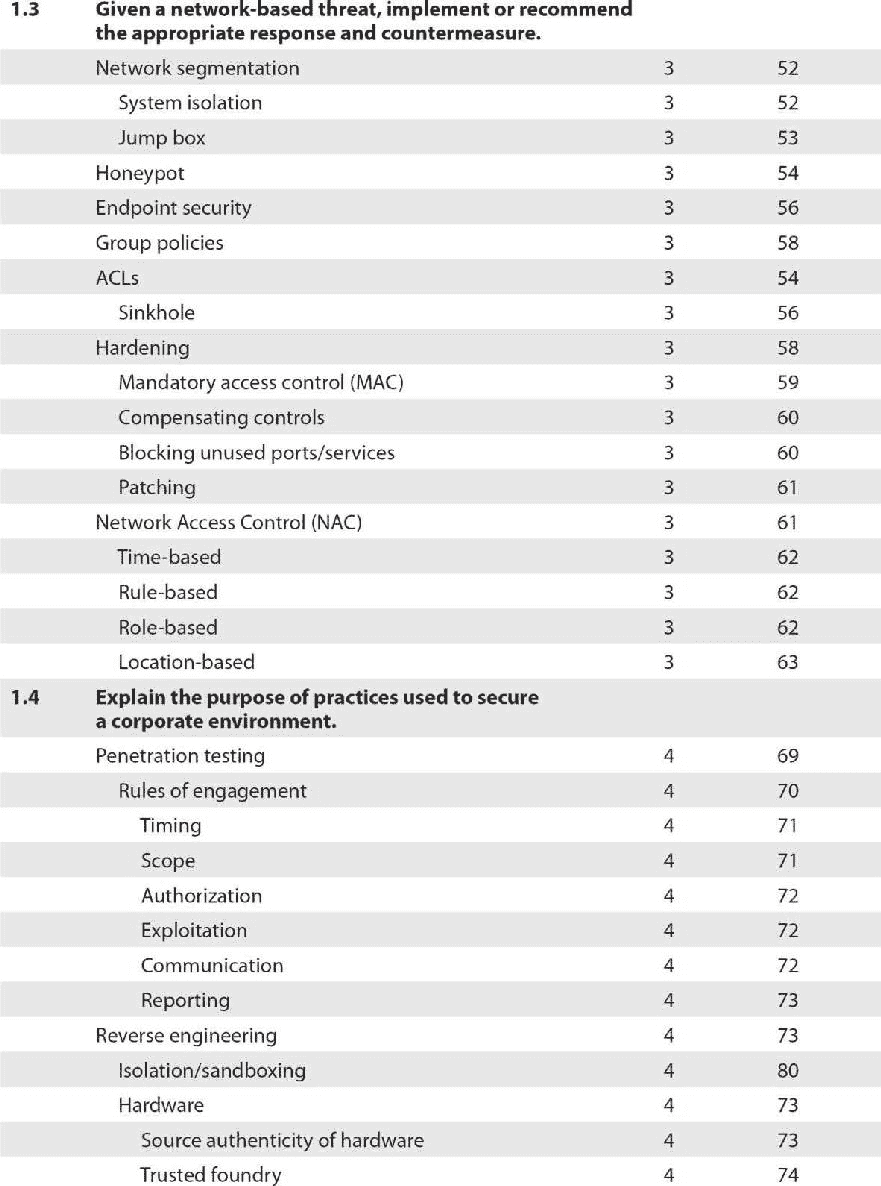 1.3 Given a network-based threat, implement or recommend
the appropriate response and countermeasure.
Network segmentation 3 52
System isolation 3 52
Jump box 3 53
Honeypot 3 54
Endpoint security 3 56
Group policies 3 58
ACLs 3 54
Sinkhole 3 56
Hardening 3 58
Mandatory access control (MAC) 3 59
Compensating controls 3 60
Blocking unused ports/services 3 60
Patching 3 61
Network Access Control (NAC) 3 61
Time-based 3 62
Rule-based 3 62
Role-based 3 62
Location-based 3 63
1.4 Explain the purpose of practices used to secure
a corporate environment.
Penetration testing 4 69
Rules of engagement 4 70
Timing 4 71
Scope 4 71
Authorization 4 72
Exploitation 4 72
Communication 4 72
Reporting 4 73
Reverse engineering 4 73
Isolation/sandboxing 4 80
Hardware 4 73
Source authenticity of hardware 4 73
Trusted foundry 4 74